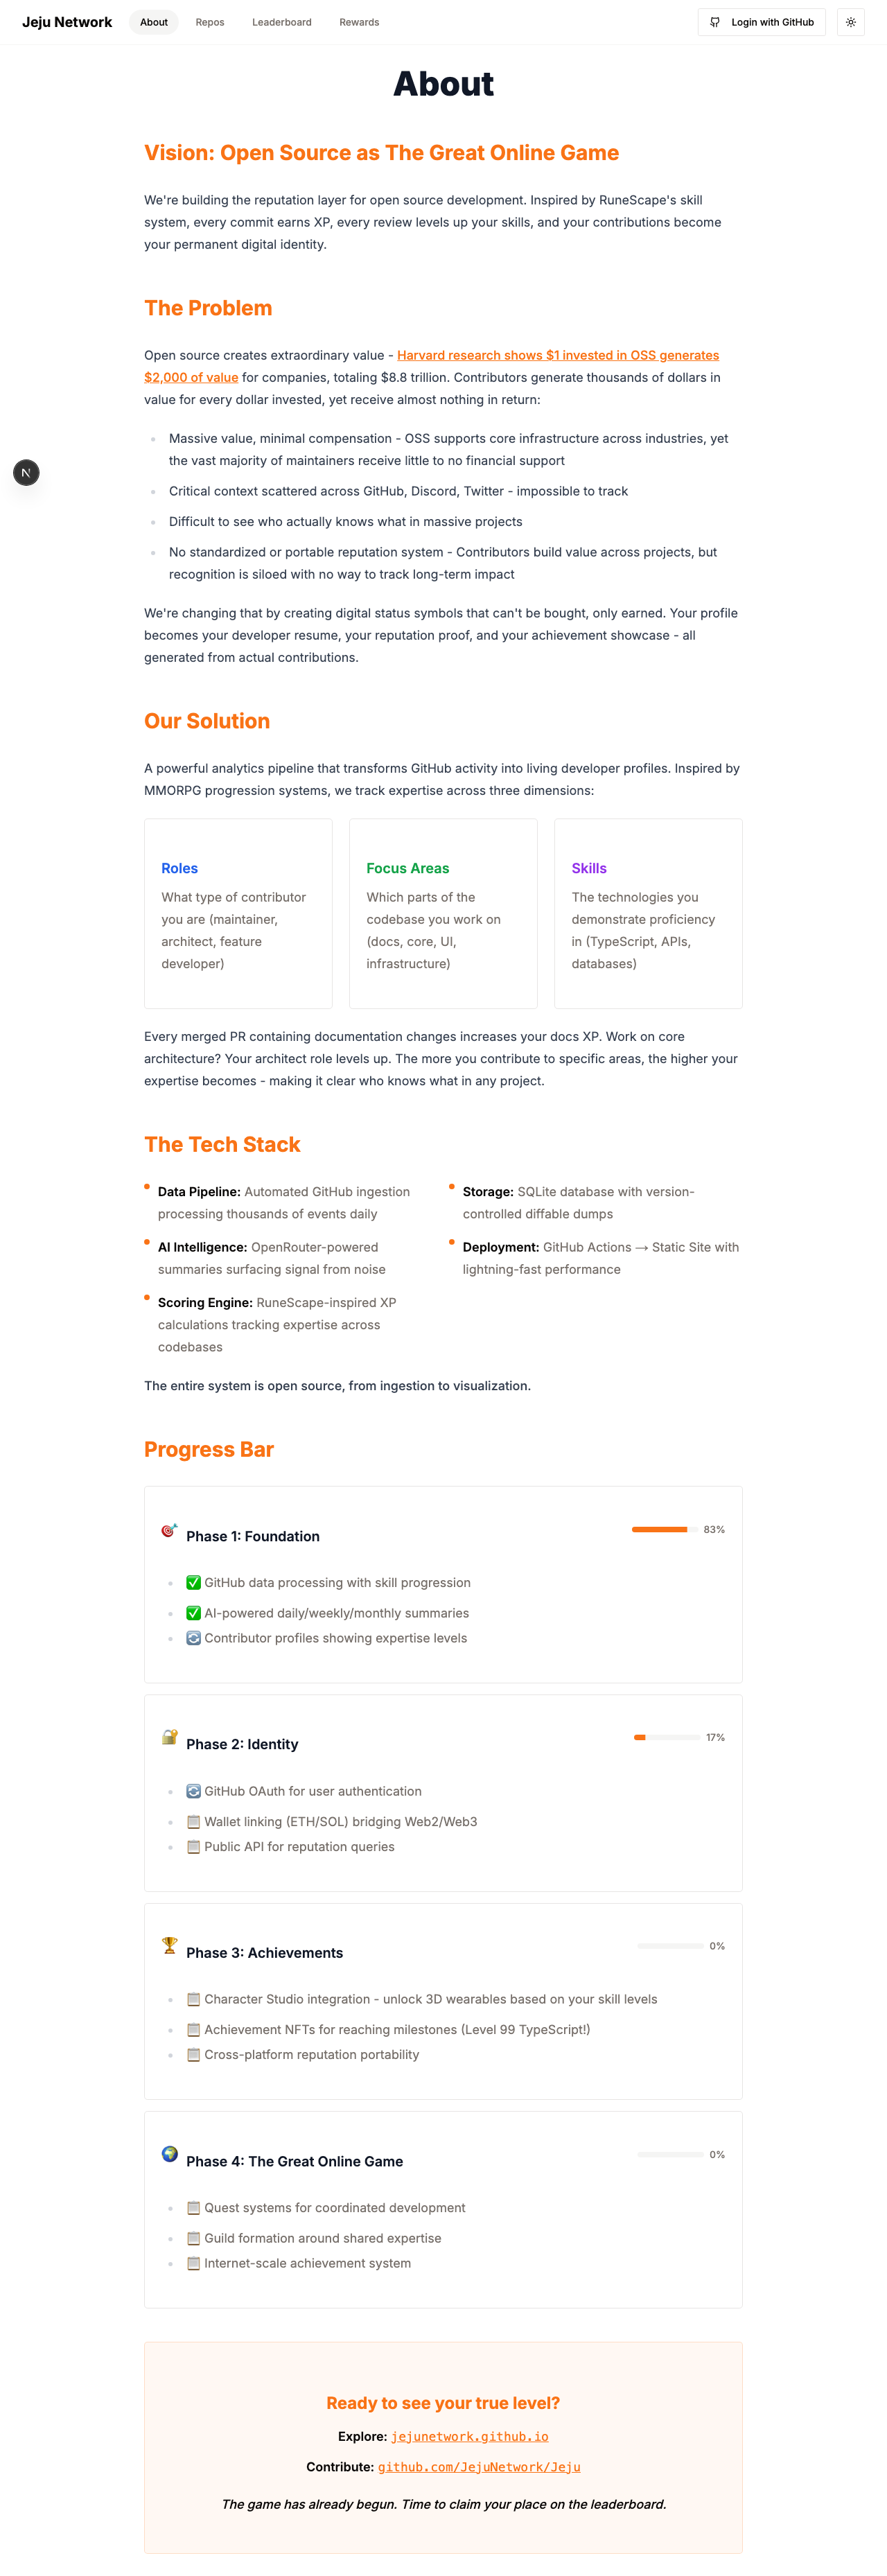 Jeju Network About Repos Leaderboard Rewards Login with GitHub
About
Vision: Open Source as The Great Online Game
We're building the reputation layer for open source development. Inspired by RuneScape's skill
system, every commit earns XP, every review levels up your skills, and your contributions become
your permanent digital identity.
The Problem
Open source creates extraordinary value - Harvard research shows $1 invested in OSS generates
$2,000 of value for companies, totaling $8.8 trillion. Contributors generate thousands of dollars in
value for every dollar invested, yet receive almost nothing in return:
Massive value, minimal compensation - OSS supports core infrastructure across industries, yet
the vast majority of maintainers receive little to no financial support
Critical context scattered across GitHub, Discord, Twitter - impossible to track
Difficult to see who actually knows what in massive projects
No standardized or portable reputation system - Contributors build value across projects, but
recognition is siloed with no way to track long-term impact
We're changing that by creating digital status symbols that can't be bought, only earned. Your profile
becomes your developer resume, your reputation proof, and your achievement showcase - all
generated from actual contributions.
Our Solution
A powerful analytics pipeline that transforms GitHub activity into living developer profiles. Inspired by
MMORPG progression systems, we track expertise across three dimensions:
Roles
What type of contributor
you are (maintainer,
architect, feature
developer)
Focus Areas
Which parts of the
codebase you work on
(docs, core, UI,
infrastructure)
Skills
The technologies you
demonstrate proficiency
in (TypeScript, APIs,
databases)
Every merged PR containing documentation changes increases your docs XP. Work on core
architecture? Your architect role levels up. The more you contribute to specific areas, the higher your
expertise becomes - making it clear who knows what in any project.
The Tech Stack
Data Pipeline: Automated GitHub ingestion
processing thousands of events daily
AI Intelligence: OpenRouter-powered
summaries surfacing signal from noise
Scoring Engine: RuneScape-inspired XP
calculations tracking expertise across
codebases
Storage: SQLite database with version-
controlled diffable dumps
Deployment: GitHub Actions → Static Site with
lightning-fast performance
The entire system is open source, from ingestion to visualization.
Progress Bar
Phase 1: Foundation 83%
✅ GitHub data processing with skill progression
✅ AI-powered daily/weekly/monthly summaries
🔄 Contributor profiles showing expertise levels
Phase 2: Identity 17%
🔄 GitHub OAuth for user authentication
📋 Wallet linking (ETH/SOL) bridging Web2/Web3
📋 Public API for reputation queries
Phase 3: Achievements 0%
📋 Character Studio integration - unlock 3D wearables based on your skill levels
📋 Achievement NFTs for reaching milestones (Level 99 TypeScript!)
📋 Cross-platform reputation portability
Phase 4: The Great Online Game 0%
📋 Quest systems for coordinated development
📋 Guild formation around shared expertise
📋 Internet-scale achievement system
Ready to see your true level?
Explore: jejunetwork.github.io
Contribute: github.com/JejuNetwork/Jeju
The game has already begun. Time to claim your place on the leaderboard.